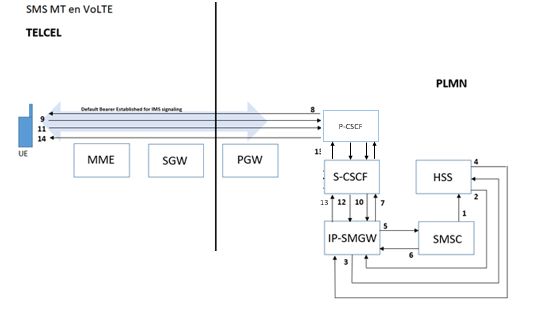 SMS MT en VoLTE
TELCEL
PLMN
Default Bearer Established for IMS signaling
8
9
11
14
UE
P-CSCF
MME
SGW
PGW
13
S-CSCF
HSS
4
2
13
12
10
7
1
IP-SMGW
5
SMSC
6
3